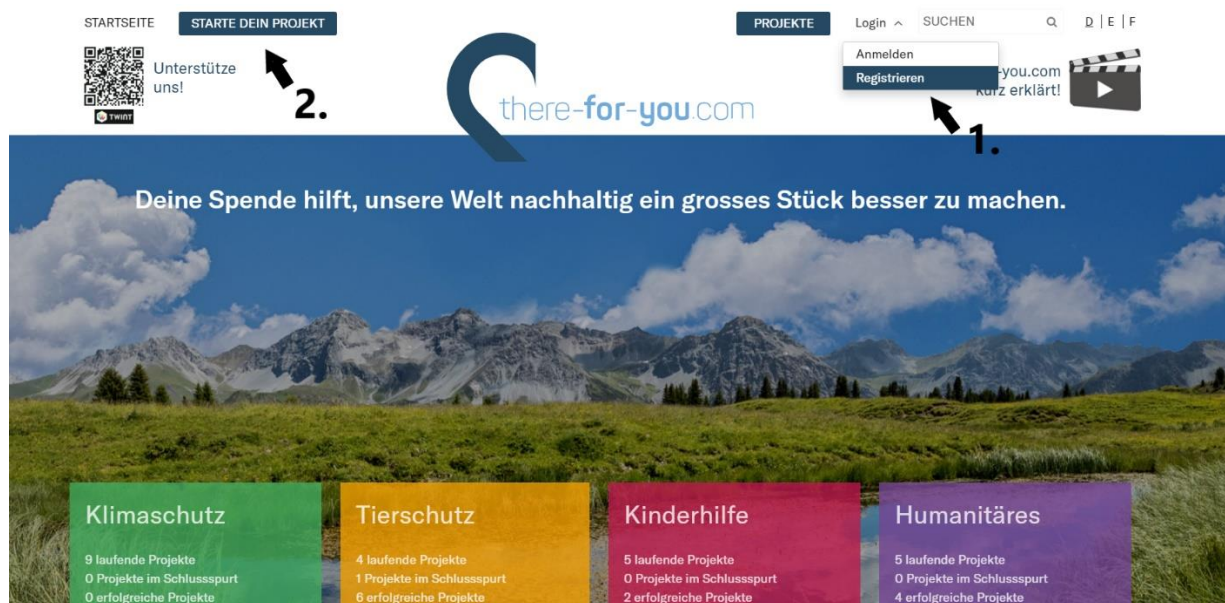 STARTSEITE
STARTE DEIN PROJEKT
PROJEKTE
Login
SUCHEN
D | E | F
Anmelden
Registrieren
Unterstütze
uns!
TWINT
2.
there-for-you.com
-you.com
kurz erklärt!
1.
Deine Spende hilft, unsere Welt nachhaltig ein grosses Stück besser zu machen.
Klimaschutz
9 laufende Projekte
0 Projekte im Schlussspurt
0 erfolgreiche Projekte
Tierschutz
4 laufende Projekte
1 Projekte im Schlussspurt
6 erfolgreiche Projekte
Kinderhilfe
5 laufende Projekte
0 Projekte im Schlussspurt
2 erfolgreiche Projekte
Humanitäres
5 laufende Projekte
0 Projekte im Schlussspurt
4 erfolgreiche Projekte